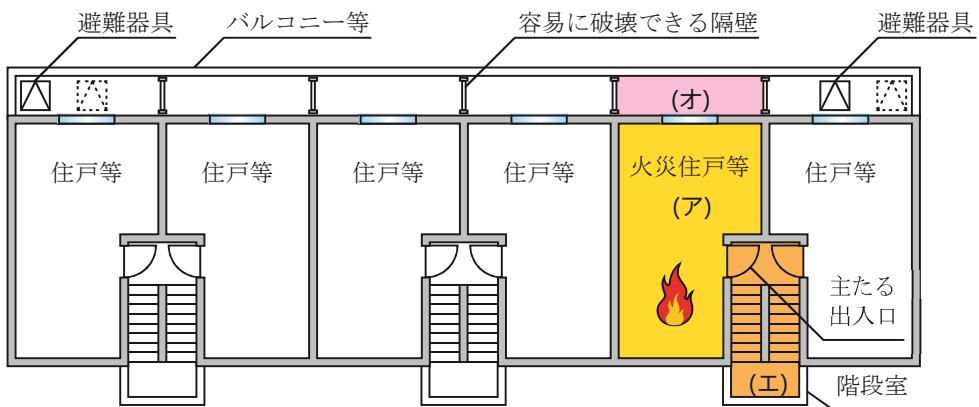 避難器具
バルコニー等
容易に破壊できる隔壁
避難器具
(オ)
住戸等
住戸等
住戸等
住戸等
火災住戸等
住戸等
(ア)
主たる
出入口
(エ)
階段室